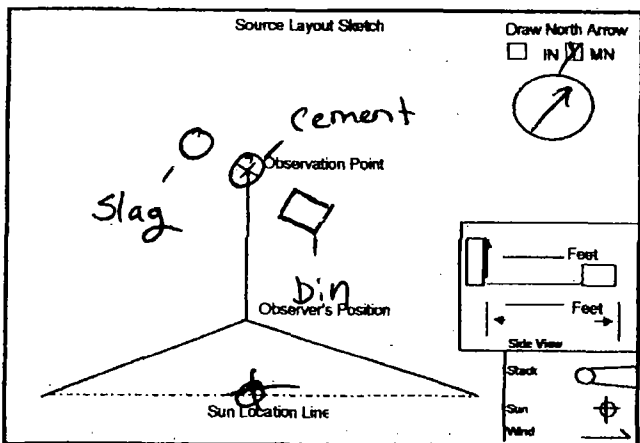 Source Layout Sketch
Draw North Arrow
IN MN
Cement
Observation Point
Slag
bin
Observer's Position
Sun Location Line
Feet
Feet
Side View
Stack
Sun
Wind